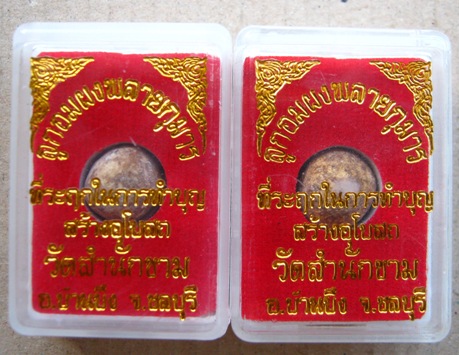 ลูกอมผงพลายกุมาร
ที่ระฤกในการทำบุญ
สร้างอุโบสถ
วัดสำนักขาม
อ.บ้านบึง จ.ชลบุรี
ลูกอมผงพลายกุมาร
ที่ระฤกในการทำบุญ
สร้างอุโบสถ
วัดสำนักขาม
อ.บ้านบึง จ.ชลบุรี